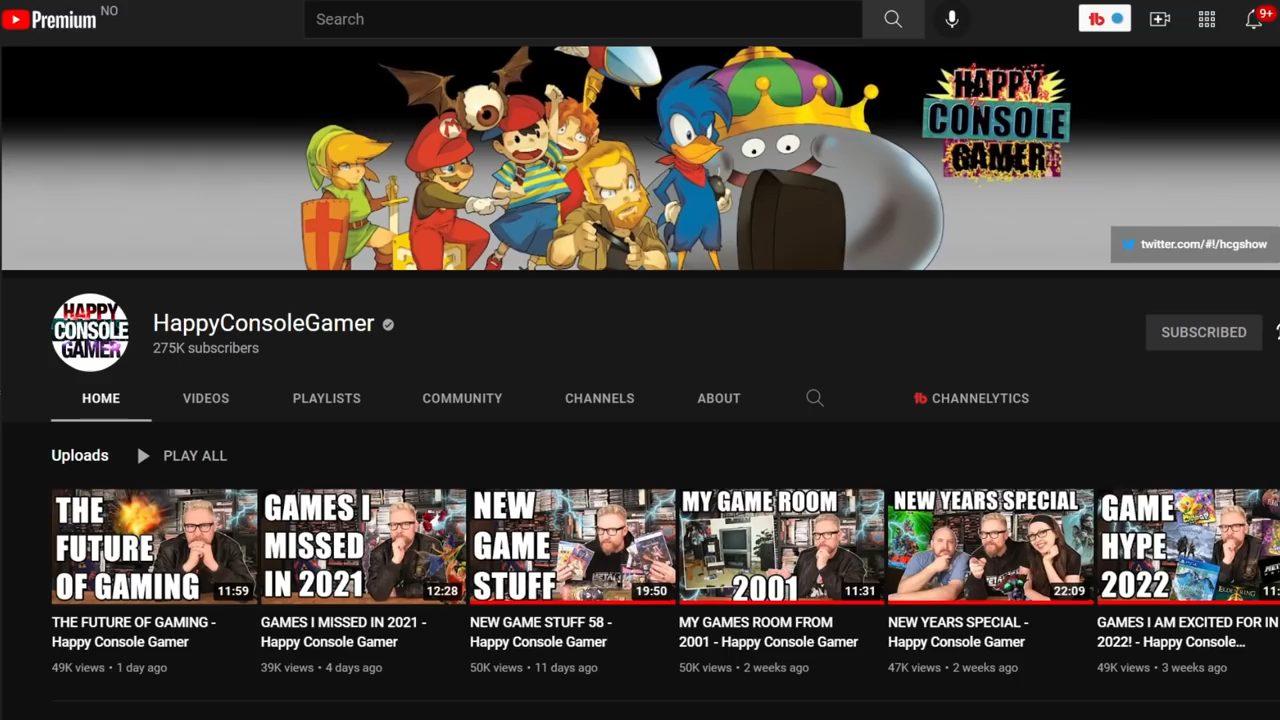 Premium NO
Search
9+
HAPPY
CONSOLE
GAMER
twitter.com/#!/hcgshow
HAPPY
CONSOLE
GAMER
HappyConsoleGamer
275K subscribers
SUBSCRIBED
HOME VIDEOS PLAYLISTS COMMUNITY CHANNELS ABOUT CHANNELYTICS
Uploads PLAY ALL
THE
FUTURE
OF GAMING
11:59
GAMES I
MISSED
IN 2021
12:28
NEW
GAME
STUFF
19:50
MY GAME ROOM
2001
11:31
NEW YEARS SPECIAL
22:09
GAME
HYPE
2022
THE FUTURE OF GAMING -
Happy Console Gamer
49K views • 1 day ago
GAMES I MISSED IN 2021 -
Happy Console Gamer
39K views • 4 days ago
NEW GAME STUFF 58 -
Happy Console Gamer
50K views • 11 days ago
MY GAMES ROOM FROM
2001 - Happy Console Gamer
50K views • 2 weeks ago
NEW YEARS SPECIAL -
Happy Console Gamer
47K views • 2 weeks ago
GAMES I AM EXCITED FOR IN
2022! - Happy Console...
49K views • 3 weeks ago